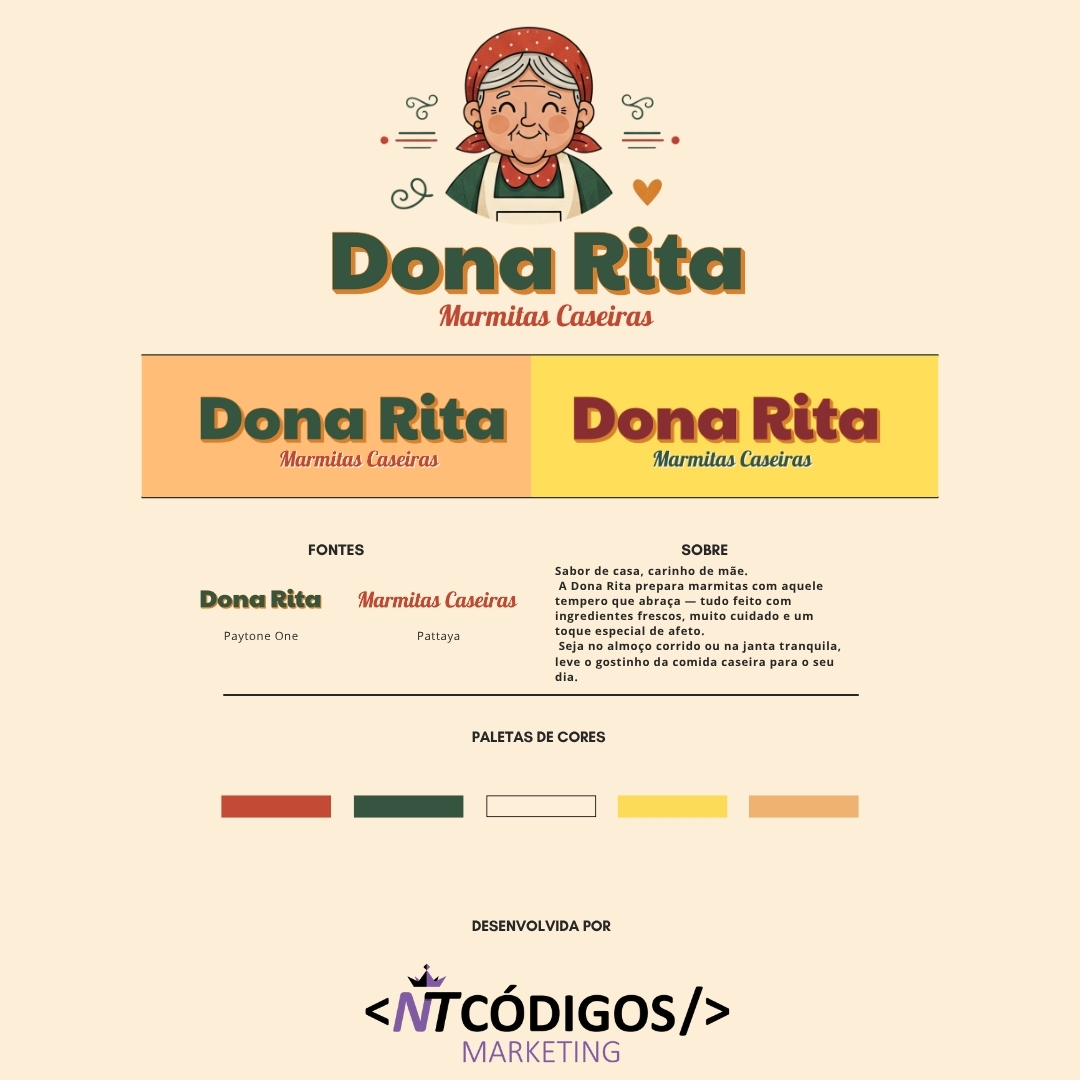 Dona Rita
Marmitas Caseiras
Dona Rita
Marmitas Caseiras
Dona Rita
Marmitas Caseiras
FONTES
Dona Rita
Marmitas Caseiras
Paytone One
Pattaya
SOBRE
Sabor de casa, carinho de mãe.
A Dona Rita prepara marmitas com aquele
tempero que abraça — tudo feito com
ingredientes frescos, muito cuidado e um
toque especial de afeto.
Seja no almoço corrido ou na janta tranquila,
leve o gostinho da comida caseira para o seu
dia.
PALETAS DE CORES
DESENVOLVIDA POR
<NTCÓDIGOS/>
MARKETING